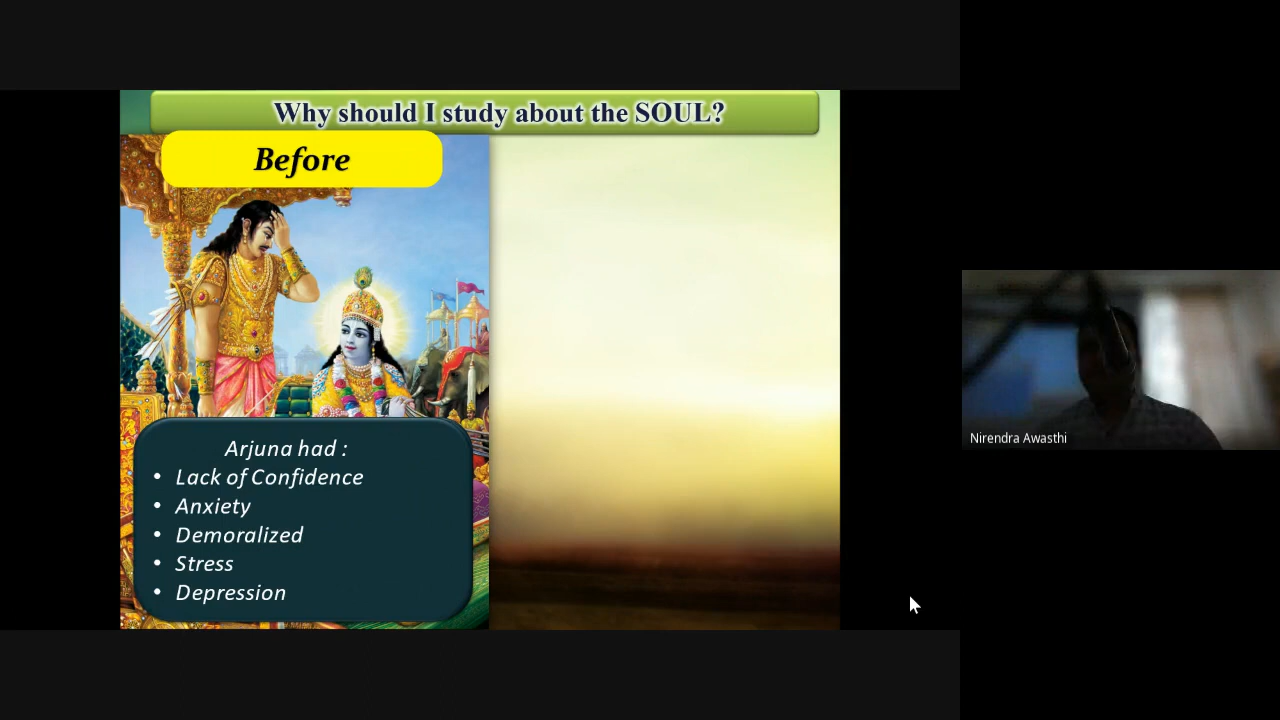 Why should I study about the SOUL?
Before
Arjuna had :
• Lack of Confidence
• Anxiety
• Demoralized
• Stress
• Depression
Nirendra Awasthi